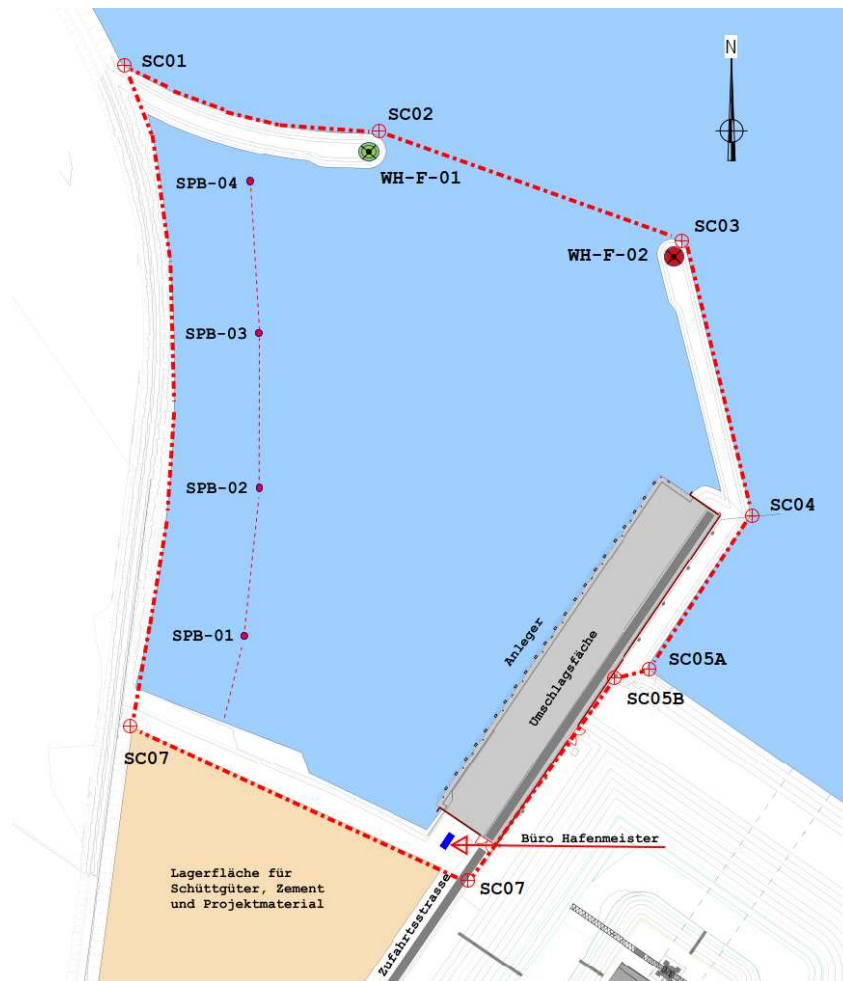 SC01
N
SC02
SPB-04
WH-F-01
SC03
WH-F-02
SPB-03
SPB-02
SC04
Anleger
Umschlagsfäche
SPB-01
SC05A
SC05B
SC07
Büro Hafenmeister
Lagerfläche für
Schüttgüter, Zement
und Projektmaterial
Zufahrtsstrasse
SC07